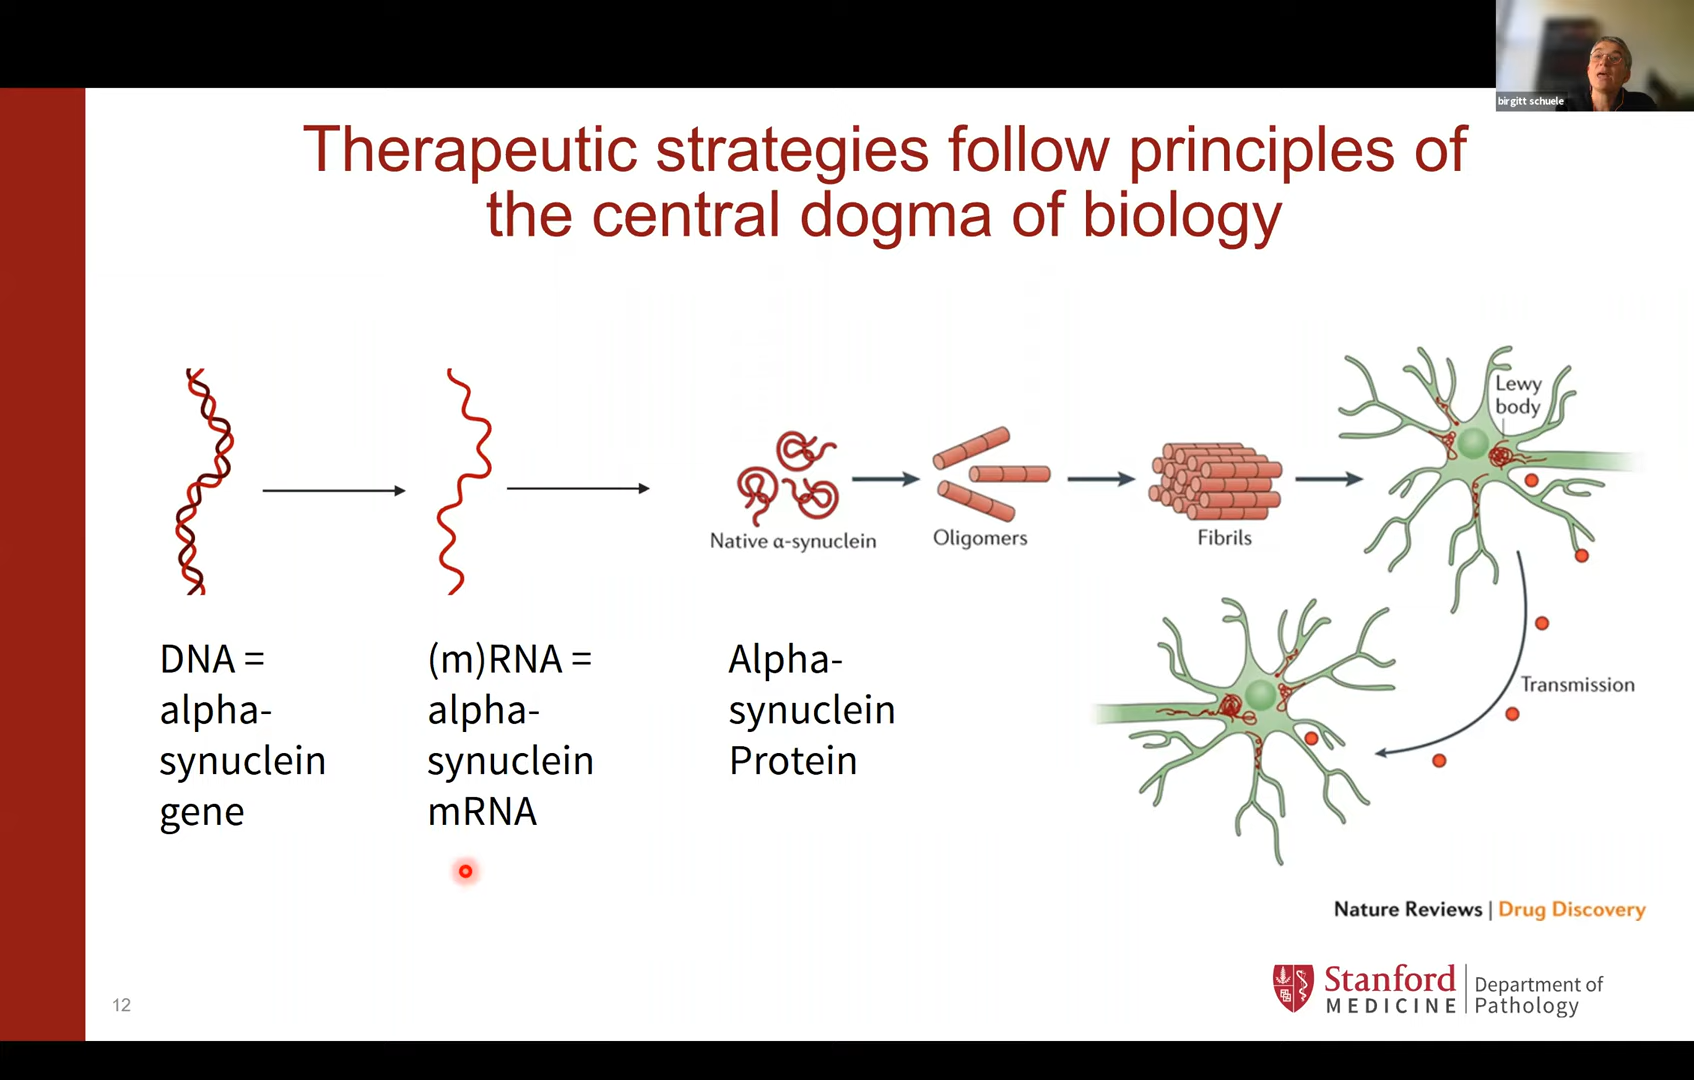 birgitt schuele
Therapeutic strategies follow principles of
the central dogma of biology
Lewy
body
Native α-synuclein
Oligomers
Fibrils
Transmission
DNA =
alpha-
synuclein
gene
(m)RNA =
alpha-
synuclein
mRNA
Alpha-
synuclein
Protein
Nature Reviews | Drug Discovery
Stanford
MEDICINE
Department of
Pathology
12